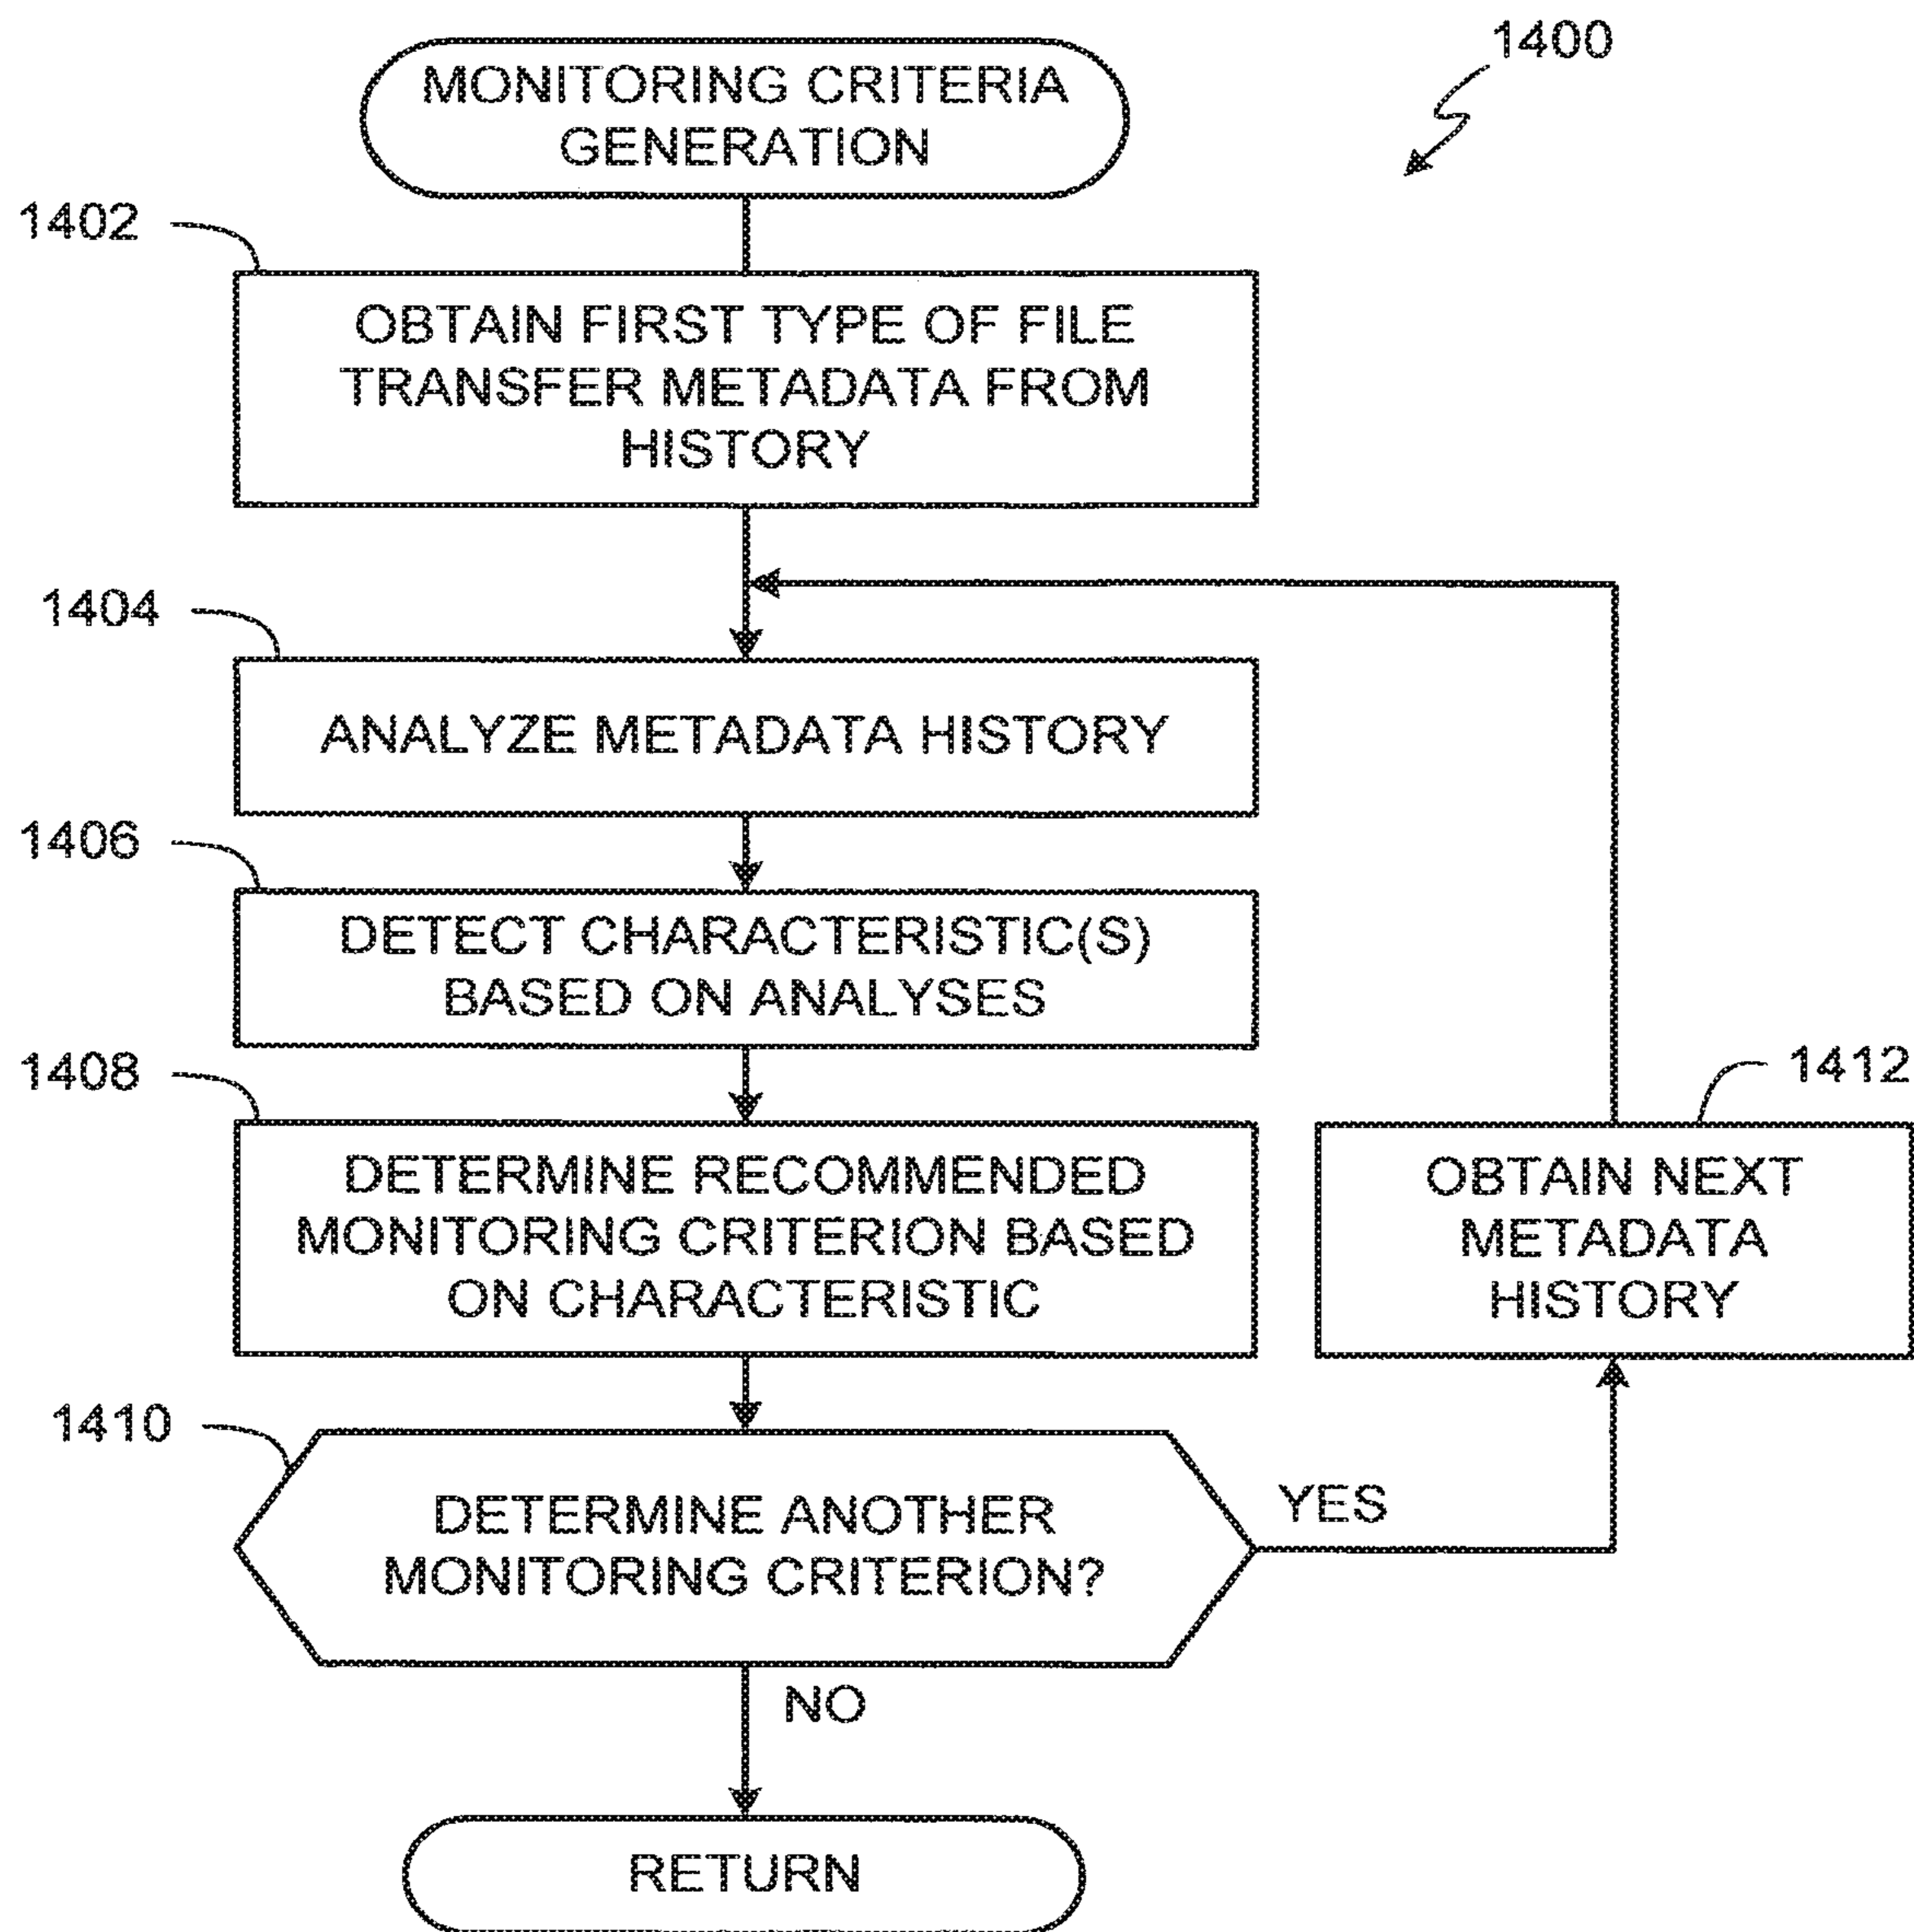 1400
MONITORING CRITERIA
GENERATION
1402
OBTAIN FIRST TYPE OF FILE
TRANSFER METADATA FROM
HISTORY
1404
ANALYZE METADATA HISTORY
1406
DETECT CHARACTERISTIC(S)
BASED ON ANALYSES
1408
DETERMINE RECOMMENDED
MONITORING CRITERION BASED
ON CHARACTERISTIC
1412
OBTAIN NEXT
METADATA
HISTORY
1410
DETERMINE ANOTHER
MONITORING CRITERION?
YES
NO
RETURN